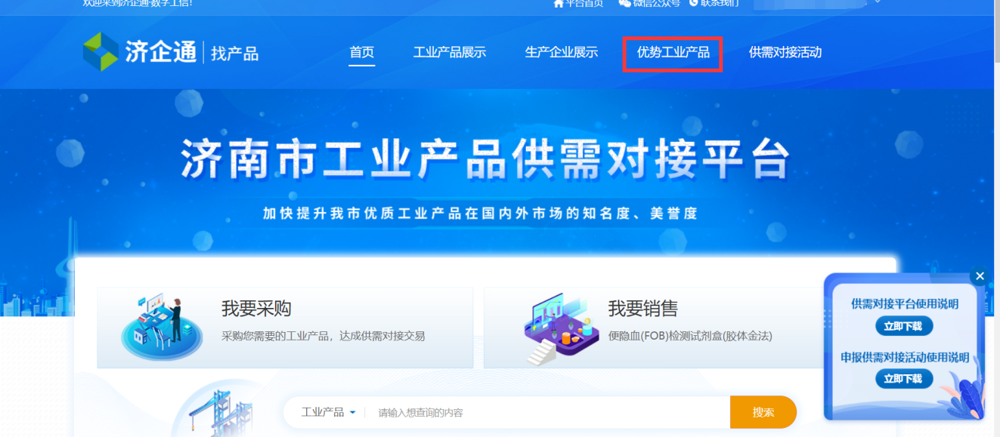 欢迎来到济企通·数字工信!
平台首页 微信公众号 联系我们
济企通 找产品 首页 工业产品展示 生产企业展示 优势工业产品 供需对接活动
济南市工业产品供需对接平台
加快提升我市优质工业产品在国内外市场的知名度、美誉度
我要采购
采购您需要的工业产品，达成供需对接交易
我要销售
便隐血(FOB)检测试剂盒(胶体金法)
供需对接平台使用说明
立即下载
申报供需对接活动使用说明
立即下载
工业产品 请输入想查询的内容 搜索